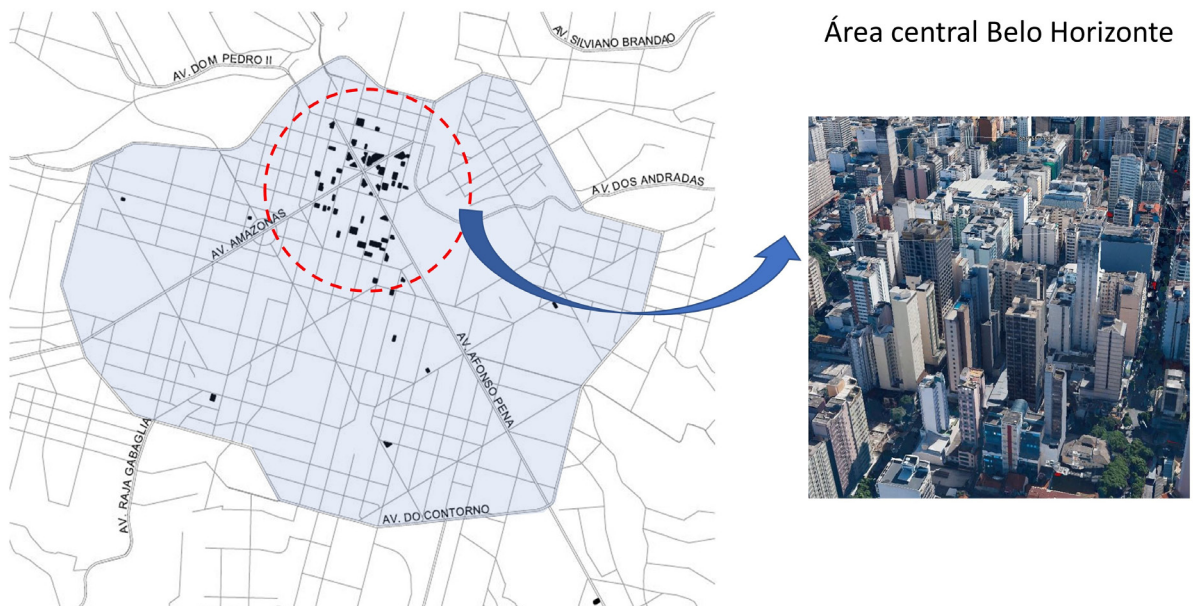 Área central Belo Horizonte
AV. SILVIANO BRANDAO
AV. DOM PEDRO II
AV. DOS ANDRADAS
AV. AMAZONAS
AV. AFONSO PENA
AV. RAJA GABAGLIA
AV. DO CONTORNO